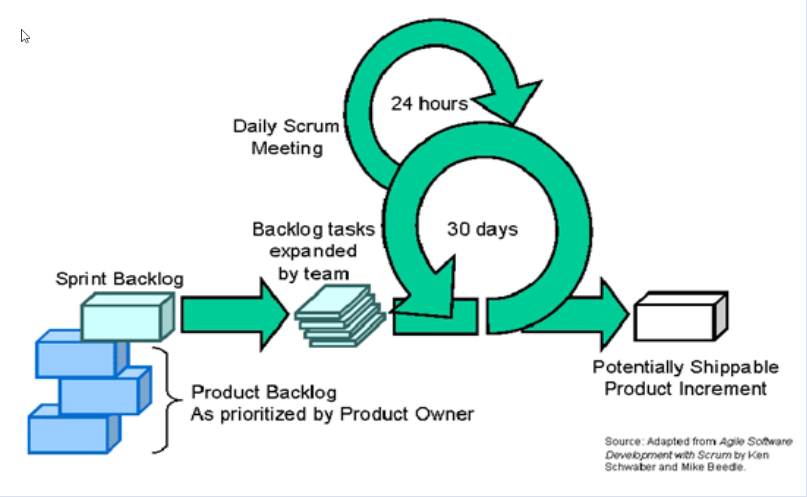 24 hours
Daily Scrum
Meeting
30 days
Backlog tasks
expanded
by team
Sprint Backlog
Potentially Shippable
Product Increment
Product Backlog
As prioritized by Product Owner
Source: Adapted from Agile Software
Development with Scrum by Ken
Schwaber and Mike Beedle.